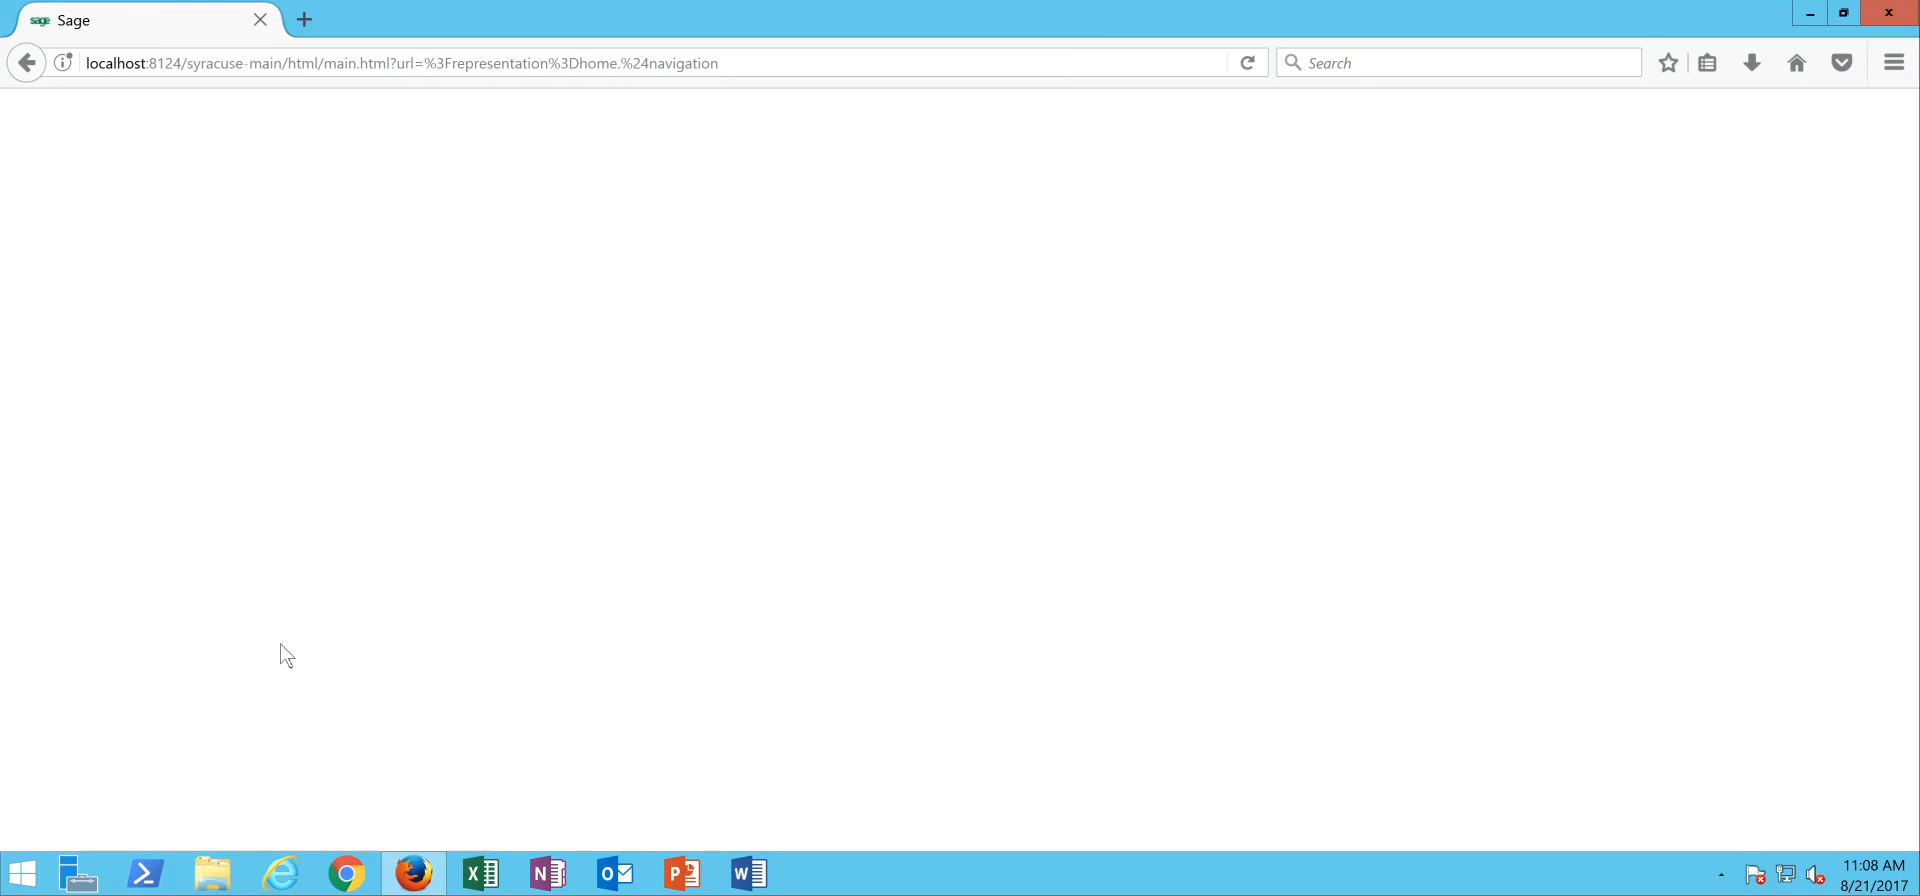 sage Sage
localhost:8124/syracuse-main/html/main.html?url=%3Frepresentation%3Dhome.%24navigation
Search
11:08 AM
8/21/2017